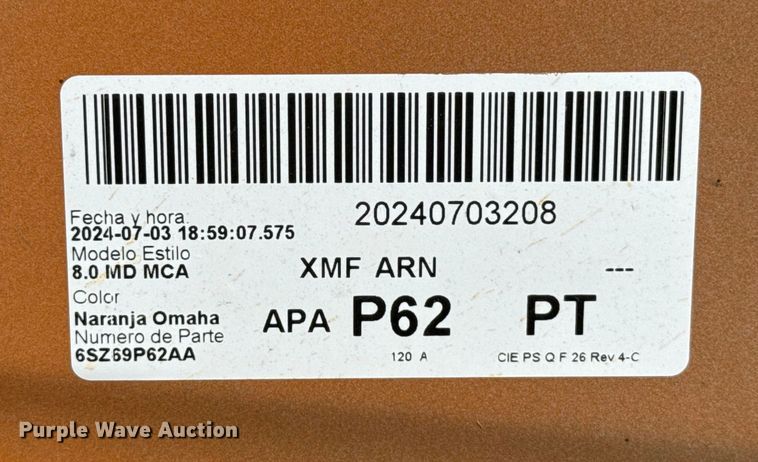 20240703208
Fecha y hora:
2024-07-03 18:59:07.575
Modelo Estilo
8.0 MD MCA
XMF ARN ---
Color
Naranja Omaha
APA P62 PT
Numero de Parte
6SZ69P62AA
120 A
CIE PS Q F 26 Rev 4-C
Purple Wave Auction